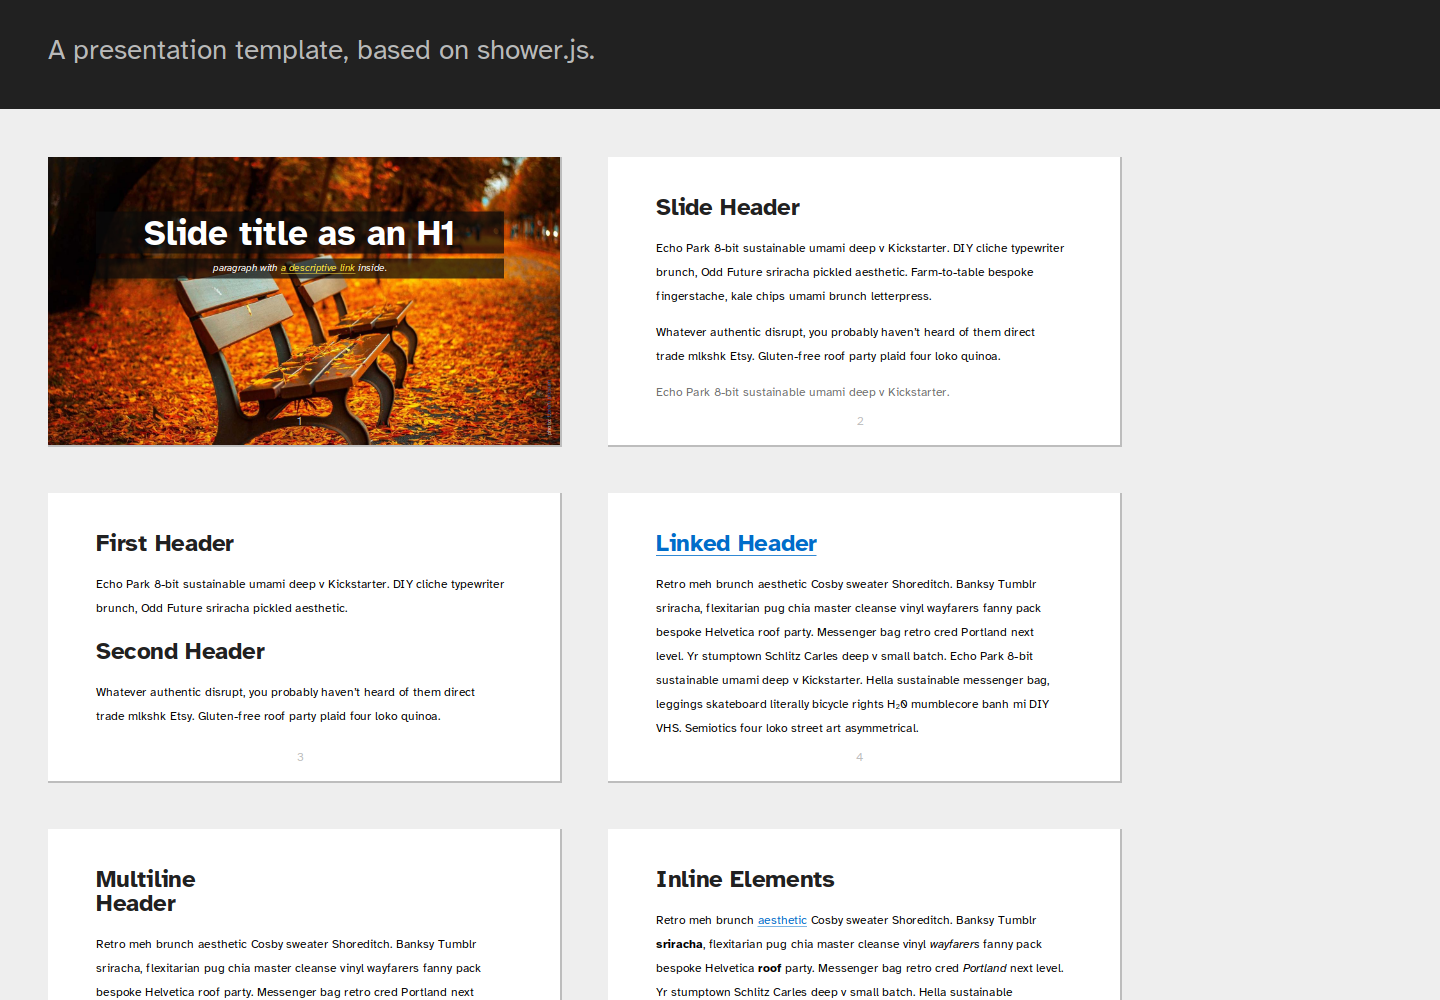 A presentation template, based on shower.js.
Slide title as an H1
paragraph with a descriptive link inside.
1
Slide Header
Echo Park 8-bit sustainable umami deep v Kickstarter. DIY cliche typewriter
brunch, Odd Future sriracha pickled aesthetic. Farm-to-table bespoke
fingerstache, kale chips umami brunch letterpress.
Whatever authentic disrupt, you probably haven't heard of them direct
trade mlkshk Etsy. Gluten-free roof party plaid four loko quinoa.
Echo Park 8-bit sustainable umami deep v Kickstarter.
2
First Header
Echo Park 8-bit sustainable umami deep v Kickstarter. DIY cliche typewriter
brunch, Odd Future sriracha pickled aesthetic.
Second Header
Whatever authentic disrupt, you probably haven't heard of them direct
trade mlkshk Etsy. Gluten-free roof party plaid four loko quinoa.
3
Linked Header
Retro meh brunch aesthetic Cosby sweater Shoreditch. Banksy Tumblr
sriracha, flexitarian pug chia master cleanse vinyl wayfarers fanny pack
bespoke Helvetica roof party. Messenger bag retro cred Portland next
level. Yr stumptown Schlitz Carles deep v small batch. Echo Park 8-bit
sustainable umami deep v Kickstarter. Hella sustainable messenger bag,
leggings skateboard literally bicycle rights H₂0 mumblecore banh mi DIY
VHS. Semiotics four loko street art asymmetrical.
4
Multiline
Header
Retro meh brunch aesthetic Cosby sweater Shoreditch. Banksy Tumblr
sriracha, flexitarian pug chia master cleanse vinyl wayfarers fanny pack
bespoke Helvetica roof party. Messenger bag retro cred Portland next
Inline Elements
Retro meh brunch aesthetic Cosby sweater Shoreditch. Banksy Tumblr
sriracha, flexitarian pug chia master cleanse vinyl wayfarers fanny pack
bespoke Helvetica roof party. Messenger bag retro cred Portland next level.
Yr stumptown Schlitz Carles deep v small batch. Hella sustainable